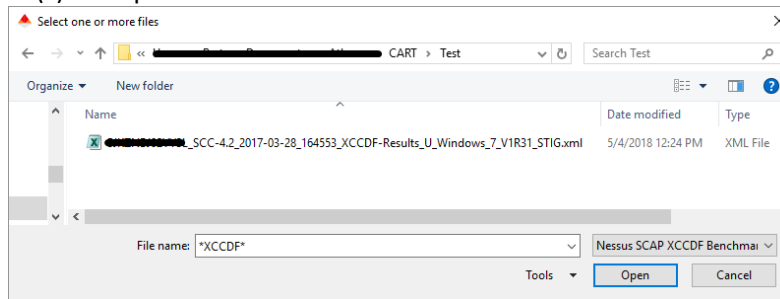 Select one or more files
« CART > Test
Search Test
Organize New folder
Name Date modified Type
_SCC-4.2_2017-03-28_164553_XCCDF-Results_U_Windows_7_V1R31_STIG.xml 5/4/2018 12:24 PM XML File
File name: *XCCDF* Nessus SCAP XCCDF Benchmar
Tools Open Cancel